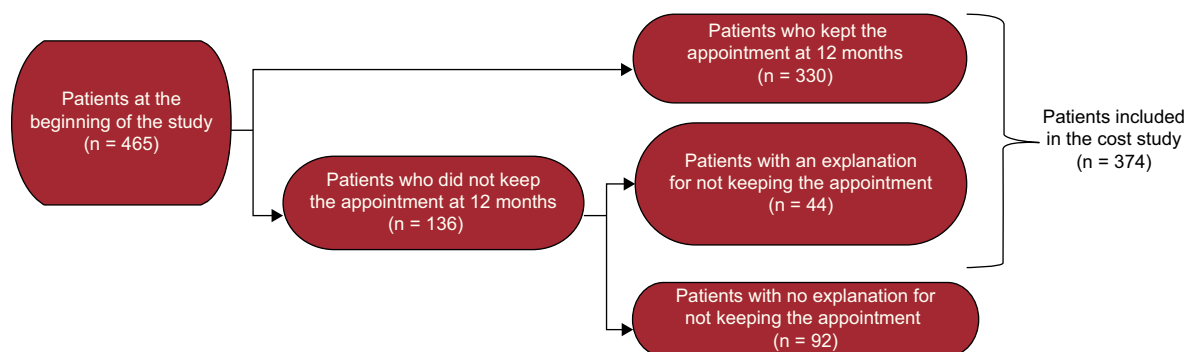 Patients at the
beginning of the study
(n = 465)
Patients who did not keep
the appointment at 12 months
(n = 136)
Patients who kept the
appointment at 12 months
(n = 330)
Patients with an explanation
for not keeping the appointment
(n = 44)
Patients with no explanation for
not keeping the appointment
(n = 92)
Patients included
in the cost study
(n = 374)